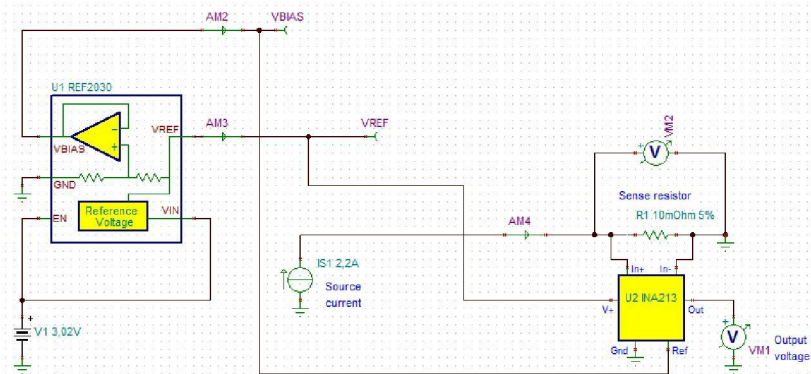 AM2
VBIAS
U1 REF2030
AM3
VREF
VREF
VBIAS
GND
Reference
Voltage
VIN
EN
V1 3,02V
IS1 2,2A
Source
current
AM4
VM2
V
+
Sense resistor
R1 10mOhm 5%
In+
In-
U2 INA213
V+
Out
Gnd
Ref
+
V
VM1
Output
voltage
-
+
+